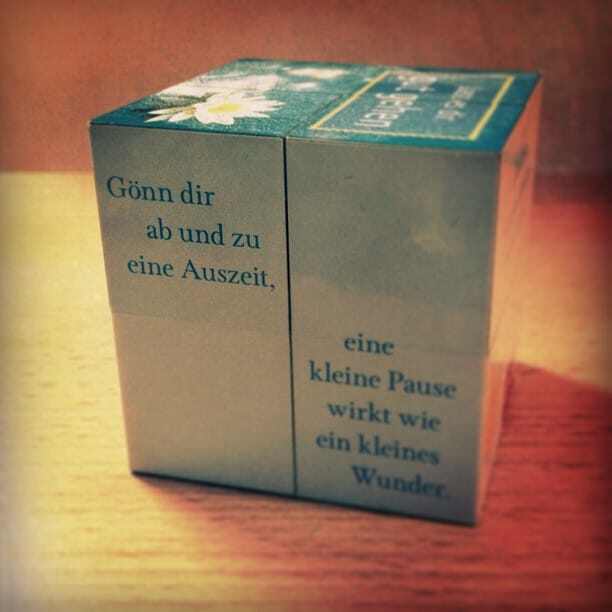 Gönn dir
ab und zu
eine Auszeit,
eine
kleine Pause
wirkt wie
ein kleines
Wunder.